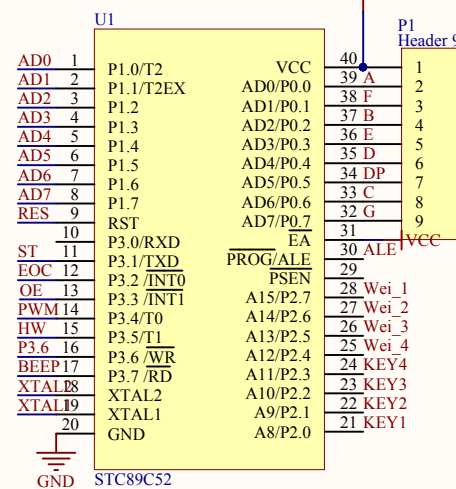 U1
P1
Header 9
AD0 1 P1.0/T2 VCC 40 1
AD1 2 P1.1/T2EX AD0/P0.0 39 A 2
AD2 3 P1.2 AD1/P0.1 38 F 3
AD3 4 P1.3 AD2/P0.2 37 B 4
AD4 5 P1.4 AD3/P0.3 36 E 5
AD5 6 P1.5 AD4/P0.4 35 D 6
AD6 7 P1.6 AD5/P0.5 34 DP 7
AD7 8 P1.7 AD6/P0.6 33 C 8
RES 9 RST AD7/P0.7 32 G 9
10 P3.0/RXD EA 31 VCC
ST 11 P3.1/TXD PROG/ALE 30 ALE
EOC 12 P3.2 /INT0 PSEN 29
OE 13 P3.3 /INT1 A15/P2.7 28 Wei_1
PWM 14 P3.4/T0 A14/P2.6 27 Wei_2
HW 15 P3.5/T1 A13/P2.5 26 Wei_3
P3.6 16 P3.6 /WR A12/P2.4 25 Wei_4
BEEP 17 P3.7 /RD A11/P2.3 24 KEY4
XTAL2 18 XTAL2 A10/P2.2 23 KEY3
XTAL1 19 XTAL1 A9/P2.1 22 KEY2
20 GND A8/P2.0 21 KEY1
GND
STC89C52